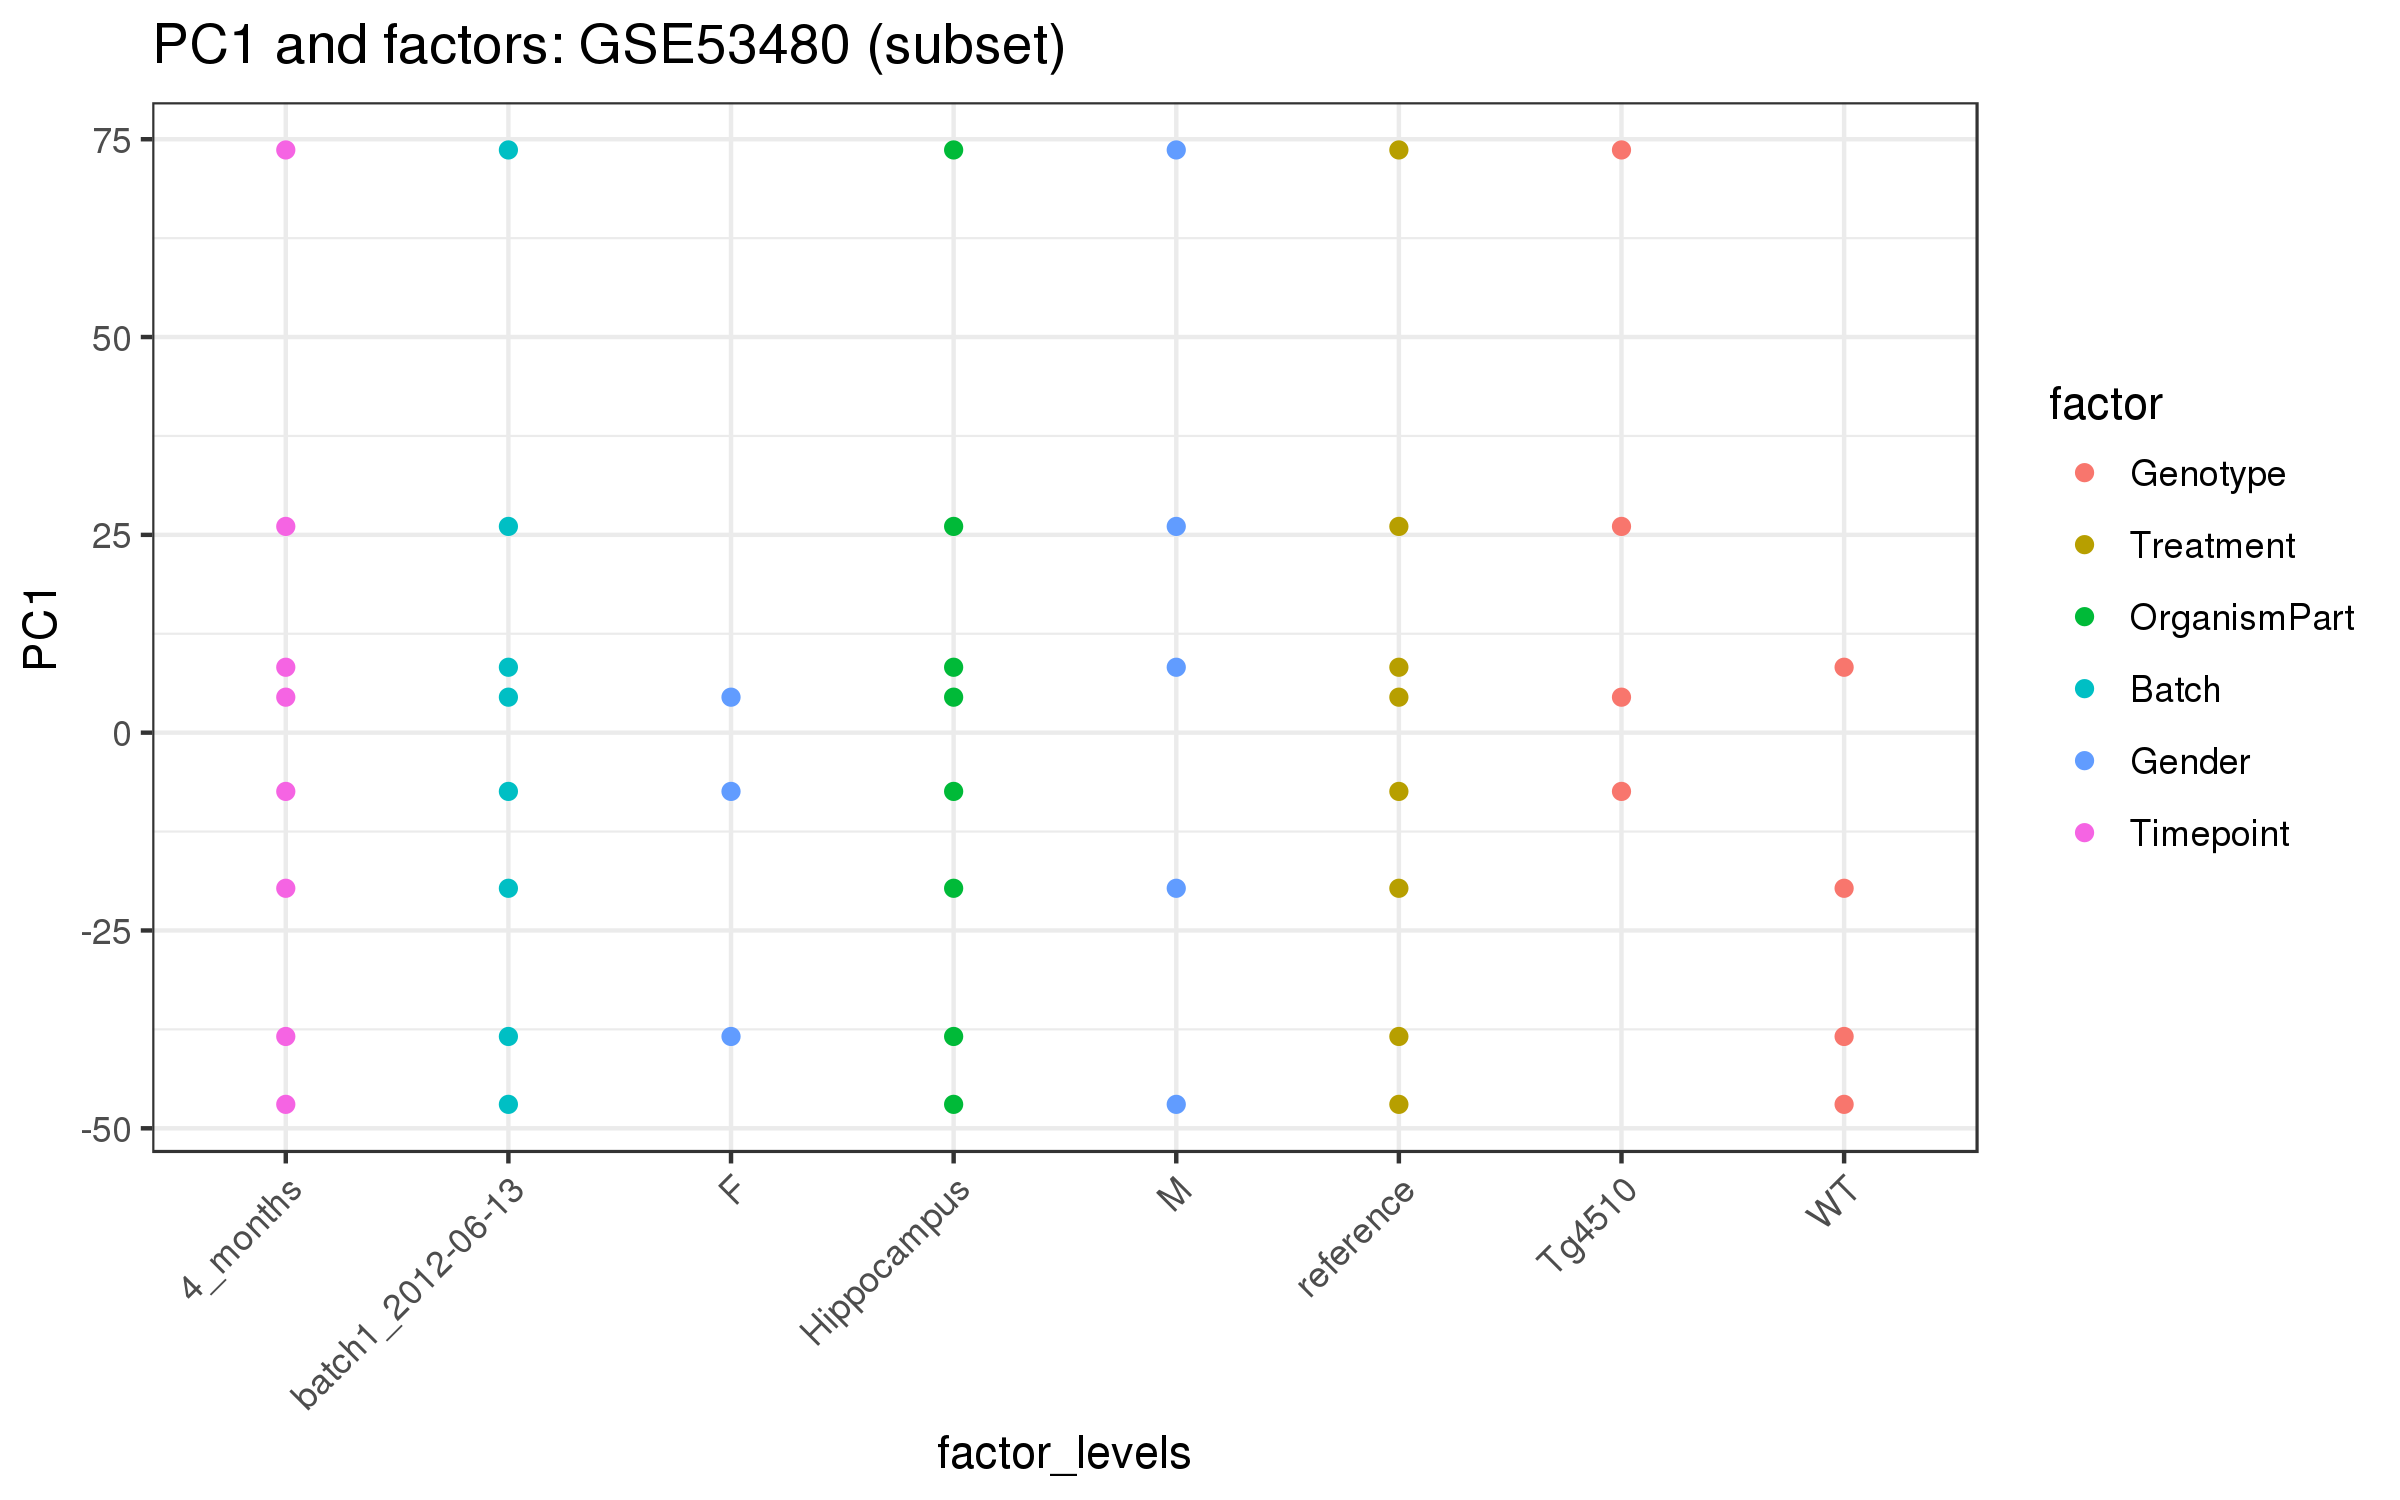 PC1 and factors: GSE53480 (subset)
75
50
25
0
-25
-50
PC1
4_months
batch1_2012-06-13
F
Hippocampus
M
reference
Tg4510
WT
factor_levels
factor
Genotype
Treatment
OrganismPart
Batch
Gender
Timepoint